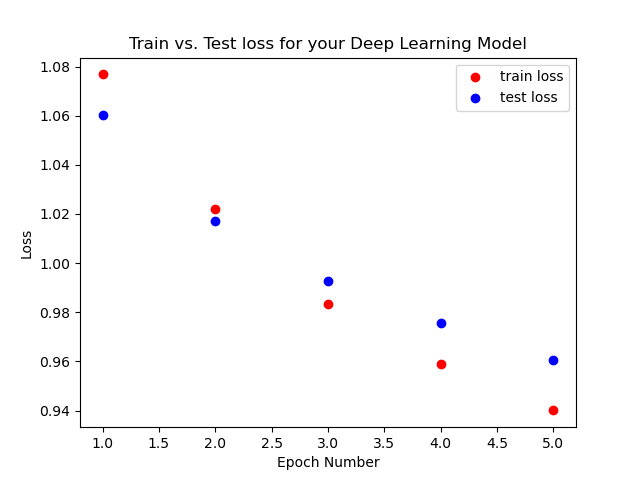 Train vs. Test loss for your Deep Learning Model
1.08
1.06
1.04
1.02
1.00
0.98
0.96
0.94
Loss
train loss
test loss
1.0 1.5 2.0 2.5 3.0 3.5 4.0 4.5 5.0
Epoch Number